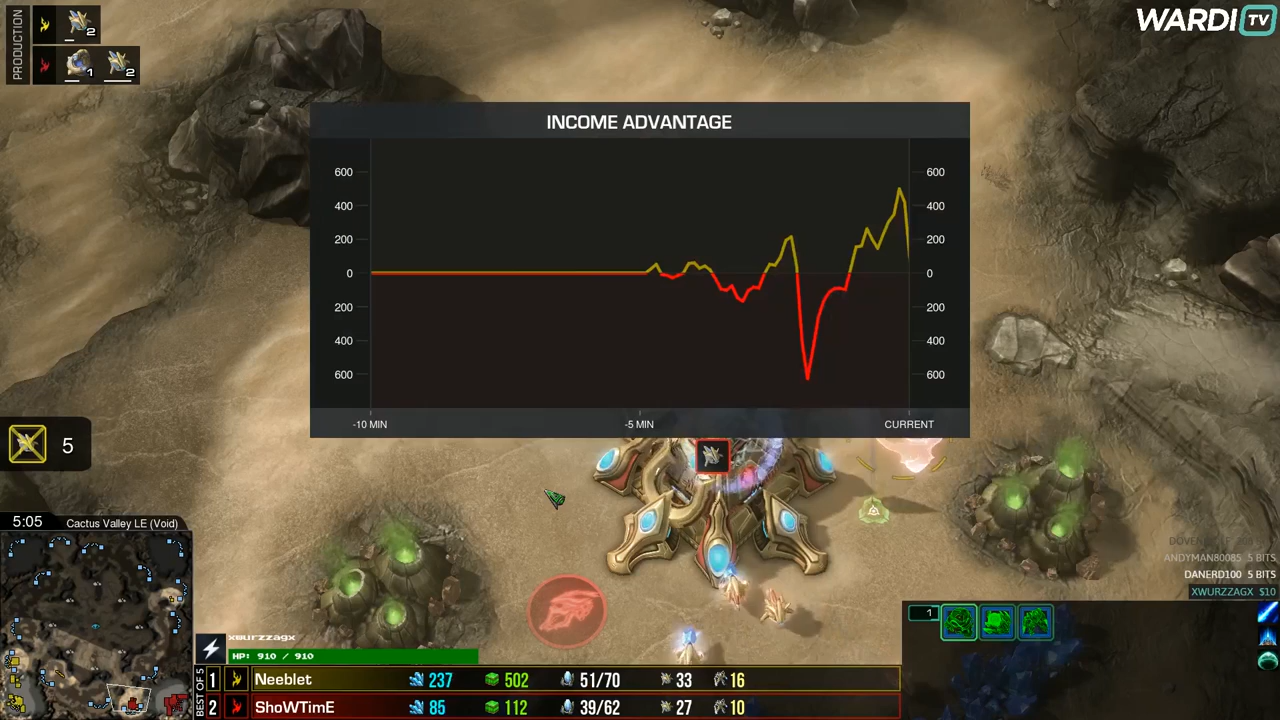 PRODUCTION
2
1
2
WARDI TV
INCOME ADVANTAGE
600
600
400
400
200
200
0
0
200
200
400
400
600
600
-10 MIN
-5 MIN
CURRENT
5
5:05
Cactus Valley LE (Void)
ANDYMAN80085 5 BITS
DANERD100 5 BITS
XWURZZAGX $10
1
xwurzzagx
HP: 910 / 910
BEST OF 5
1 Neeblet 237 502 51/70 33 16
2 ShoWTimE 85 112 39/62 27 10